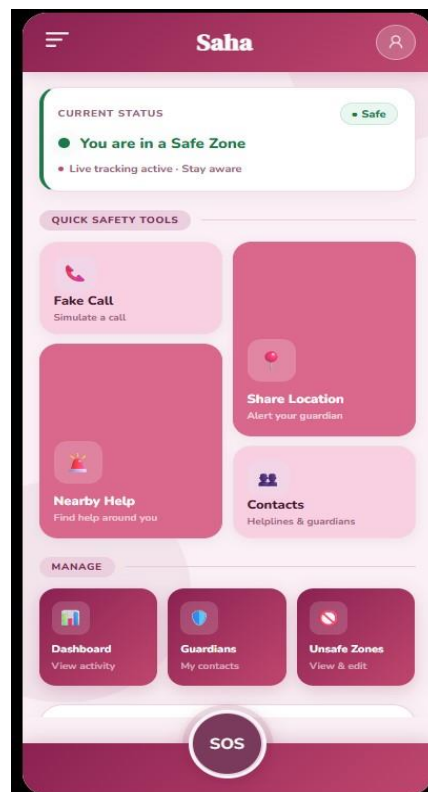 Saha
CURRENT STATUS
• Safe
You are in a Safe Zone
Live tracking active · Stay aware
QUICK SAFETY TOOLS
Fake Call
Simulate a call
Share Location
Alert your guardian
Nearby Help
Find help around you
Contacts
Helplines & guardians
MANAGE
Dashboard
View activity
Guardians
My contacts
Unsafe Zones
View & edit
SOS